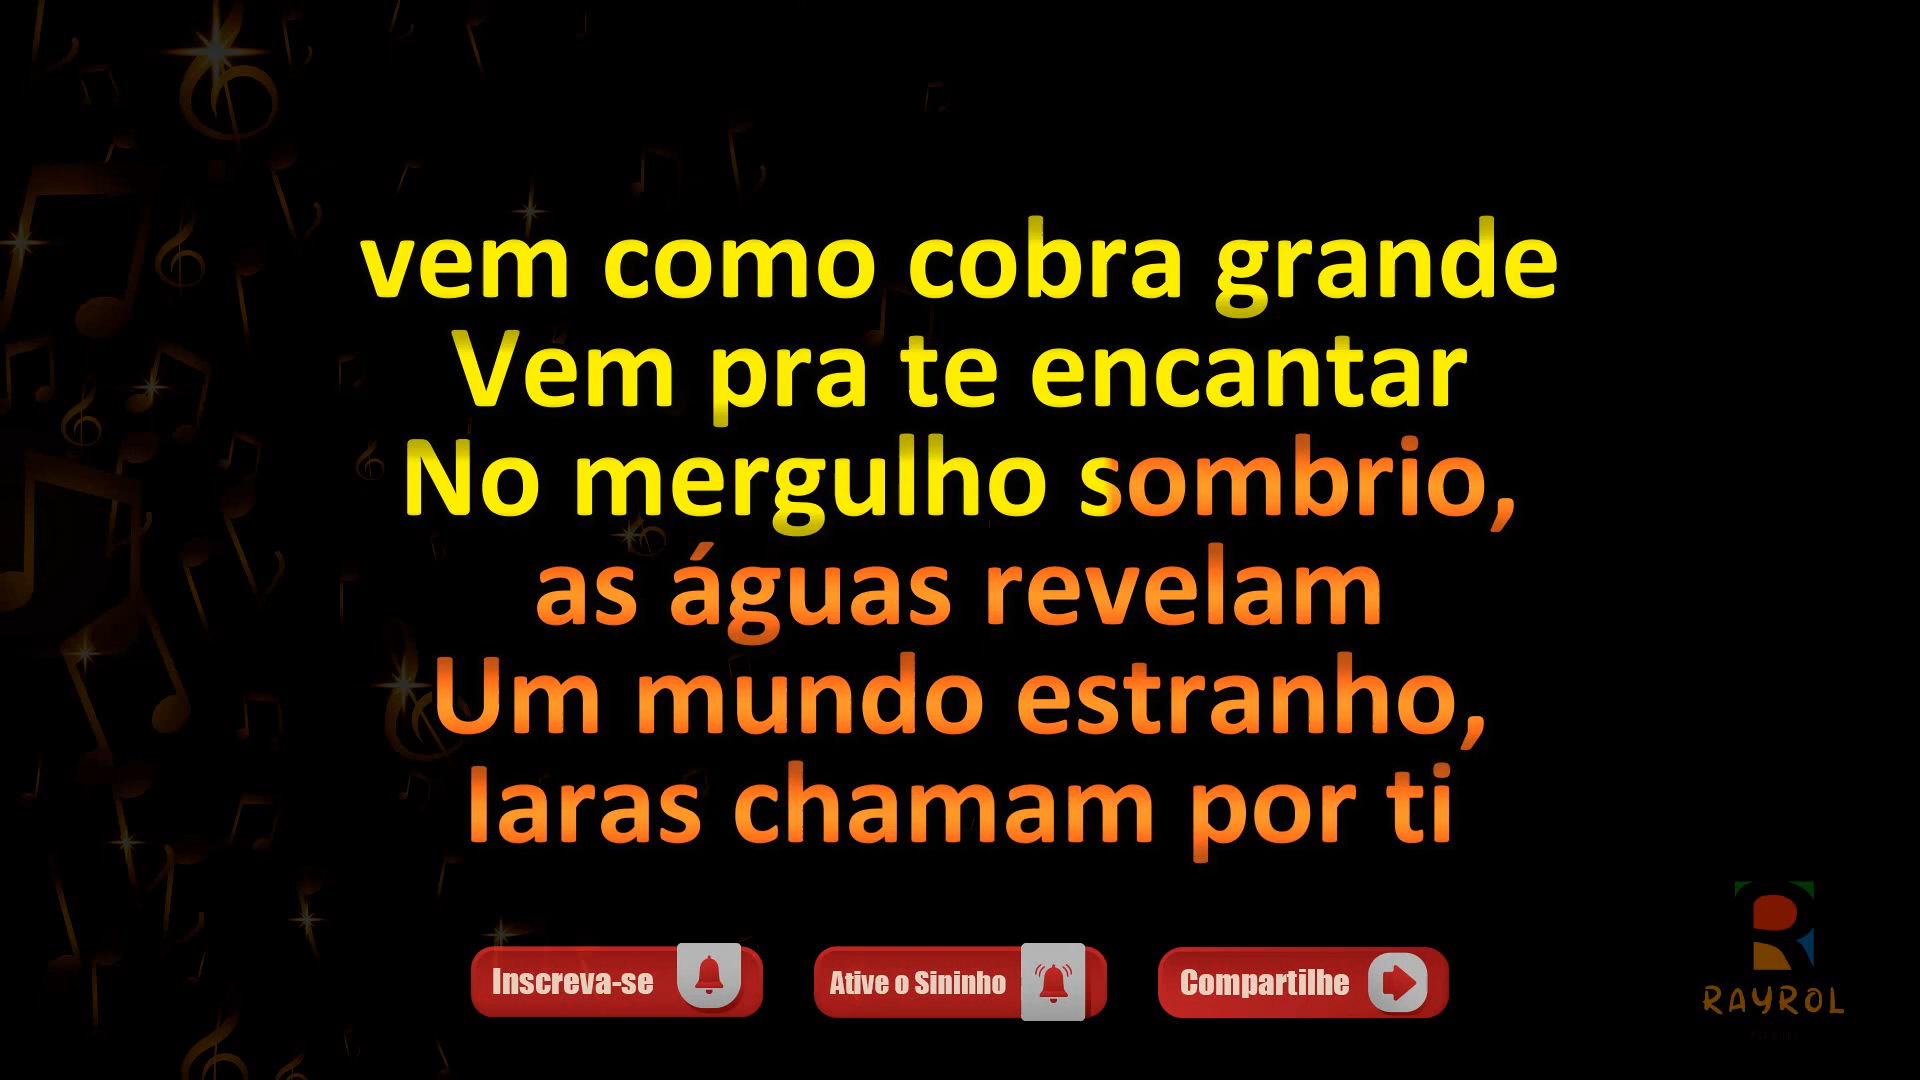 vem como cobra grande
Vem pra te encantar
No mergulho sombrio,
as águas revelam
Um mundo estranho,
Iaras chamam por ti
Inscreva-se
Ative o Sininho
Compartilhe
RAYROL